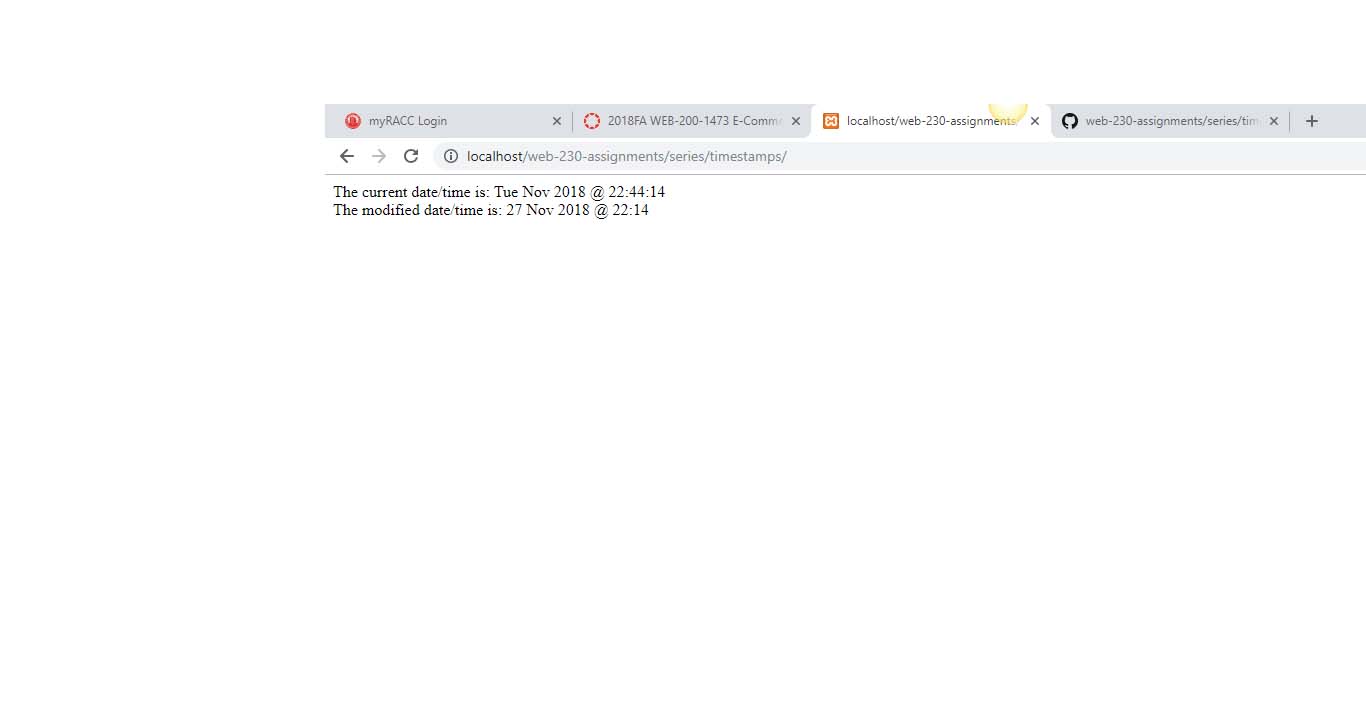 myRACC Login
2018FA WEB-200-1473 E-Comm
localhost/web-230-assignments/
web-230-assignments/series/tim
localhost/web-230-assignments/series/timestamps/
The current date/time is: Tue Nov 2018 @ 22:44:14
The modified date/time is: 27 Nov 2018 @ 22:14